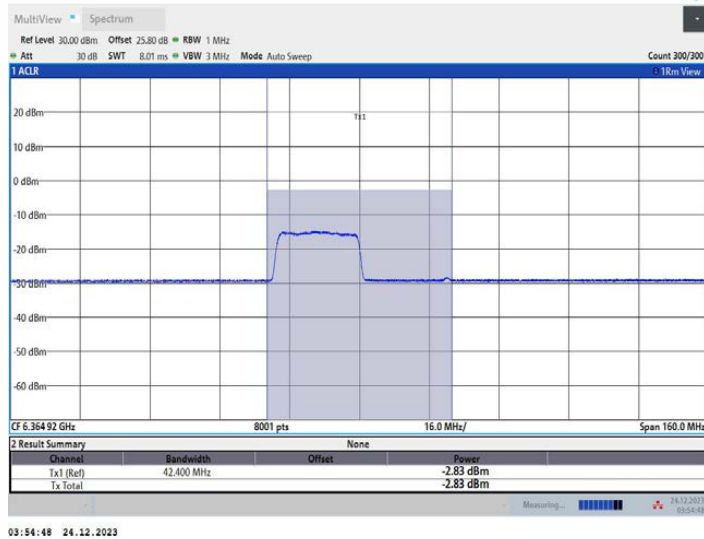 MultiView Spectrum
Ref Level 30.00 dBm Offset 25.80 dB RBW 1 MHz
Att 30 dB SWT 8.01 ms VBW 3 MHz Mode Auto Sweep Count 300/300
1 ACLR 1Rm View
Tx1
20 dBm
10 dBm
0 dBm
-10 dBm
-20 dBm
-30 dBm
-40 dBm
-50 dBm
-60 dBm
CF 6.364 92 GHz 8001 pts 16.0 MHz/ Span 160.0 MHz
2 Result Summary None
Channel Bandwidth Offset Power
Tx1 (Ref) 42.400 MHz -2.83 dBm
Tx Total -2.83 dBm
Measuring... 24.12.2023
03:54:48
03:54:48 24.12.2023